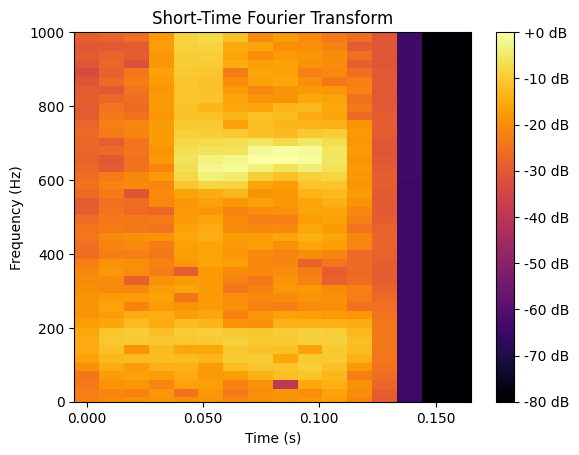 Short-Time Fourier Transform
1000
800
600
400
200
0
Frequency (Hz)
0.000
0.050
0.100
0.150
Time (s)
+0 dB
-10 dB
-20 dB
-30 dB
-40 dB
-50 dB
-60 dB
-70 dB
-80 dB